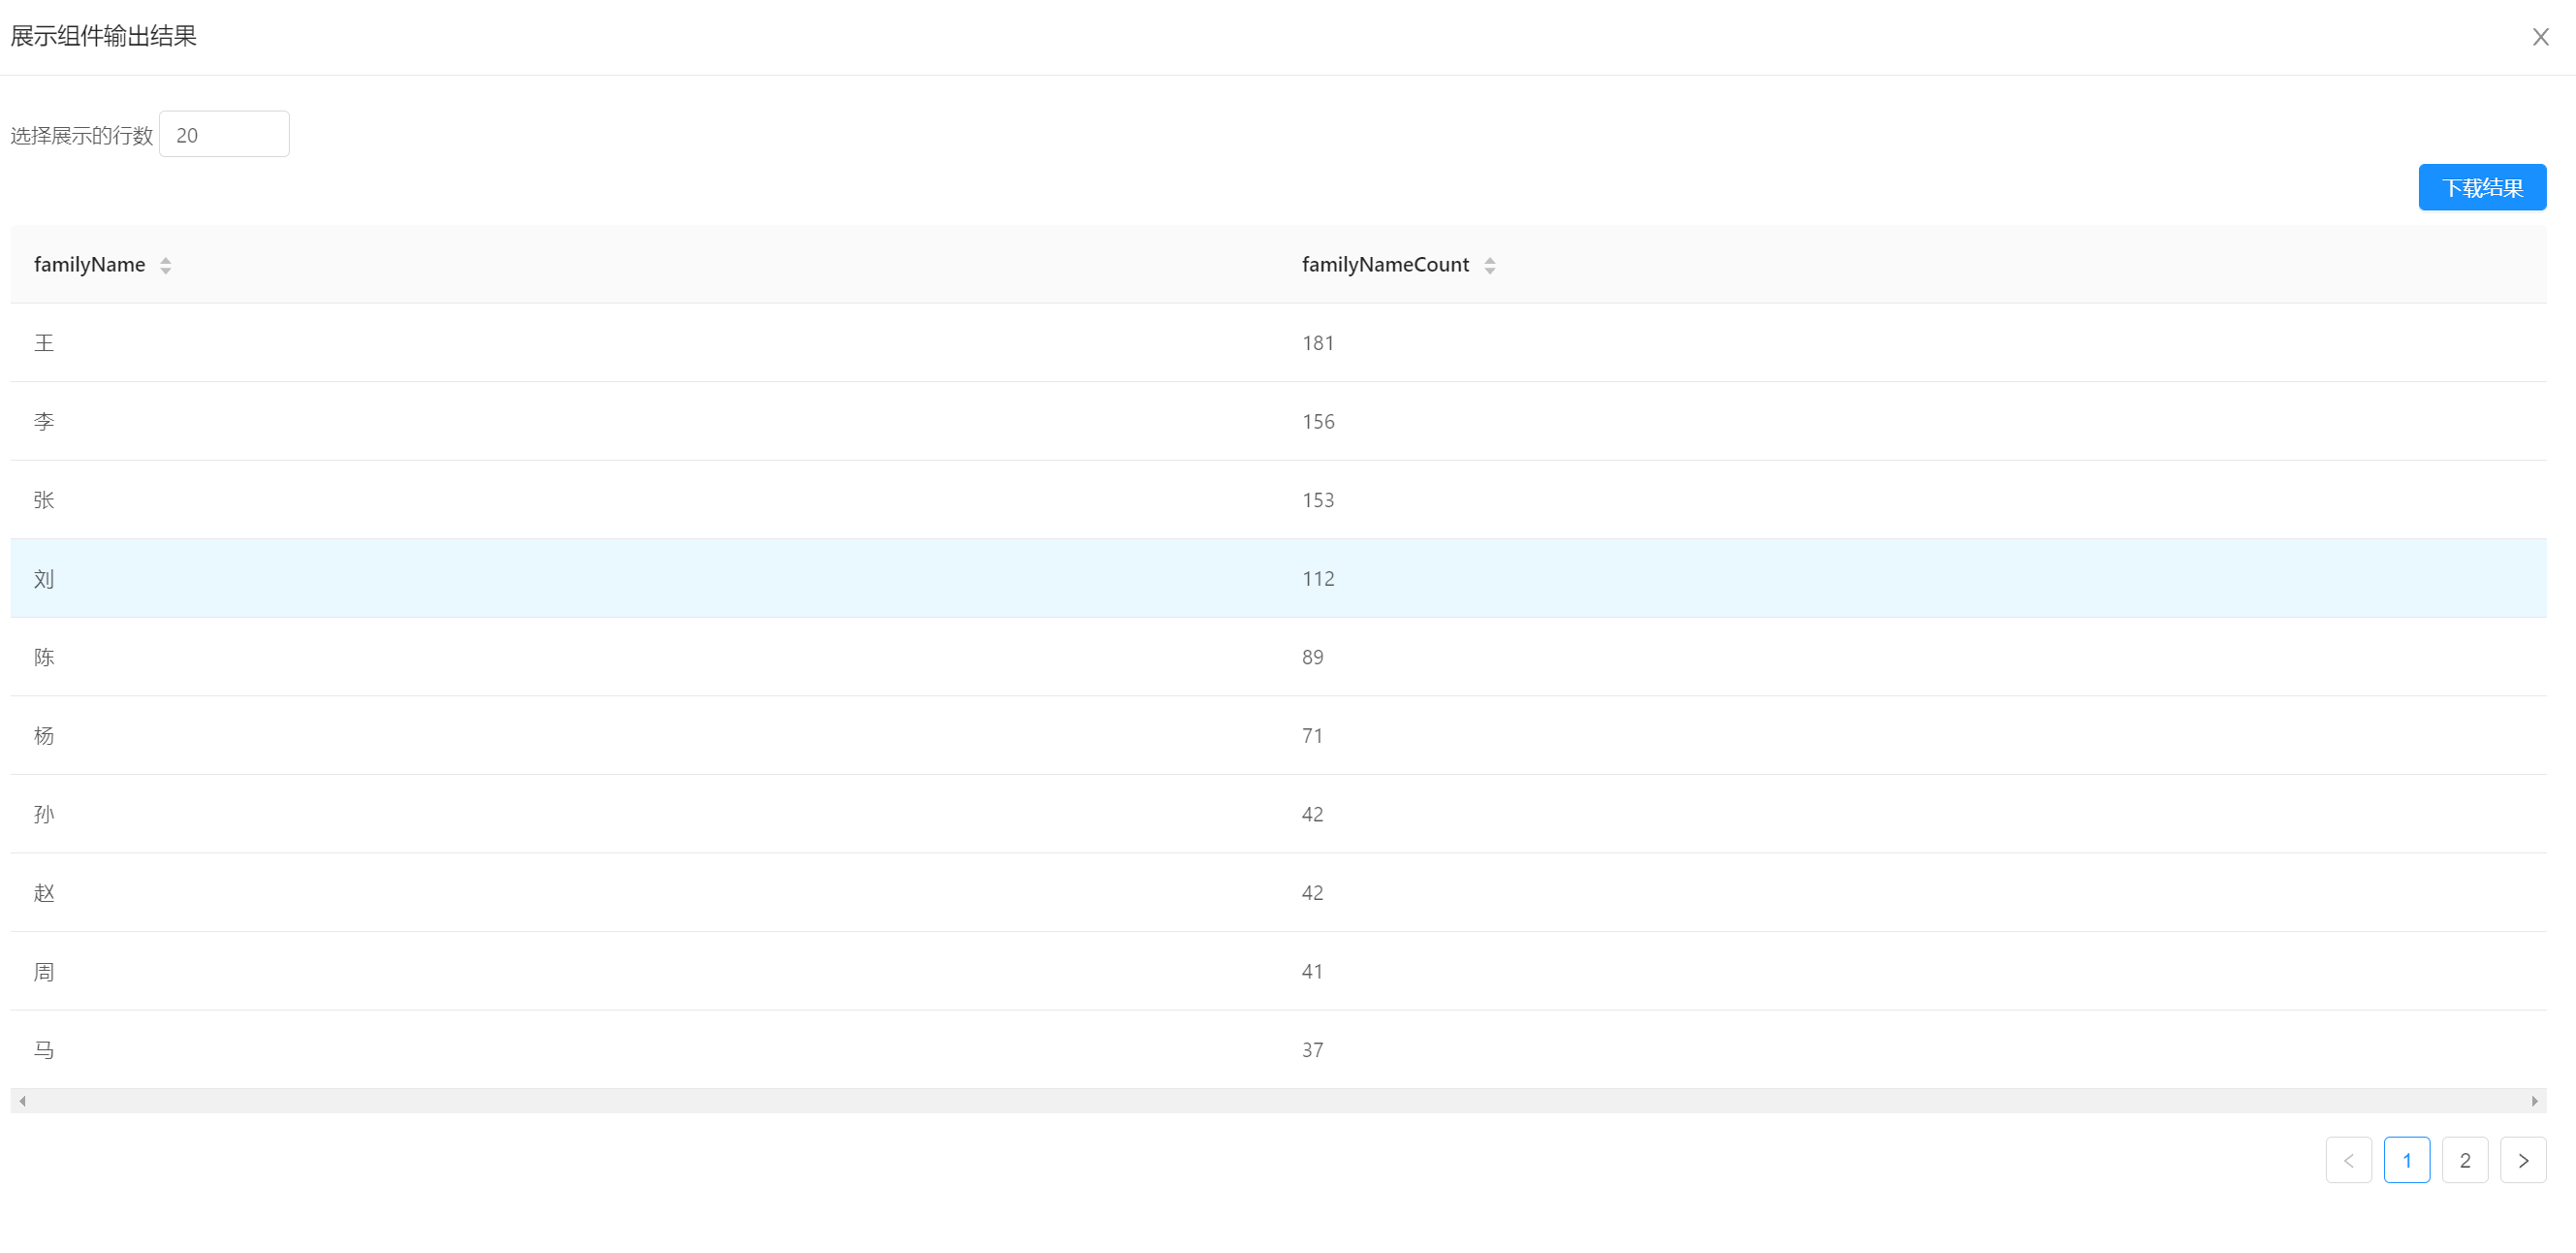 展示组件输出结果
选择展示的行数 20
下载结果
familyName familyNameCount
王 181
李 156
张 153
刘 112
陈 89
杨 71
孙 42
赵 42
周 41
马 37
1 2